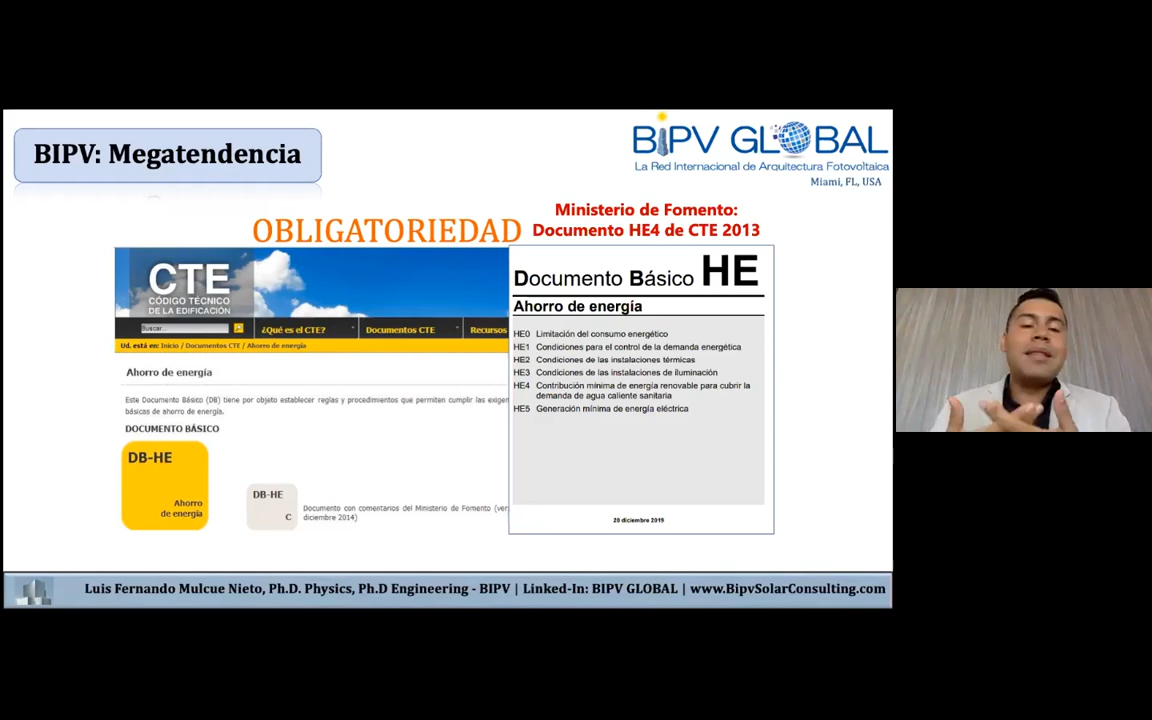 BIPV: Megatendencia
BIPV GLOBAL
La Red Internacional de Arquitectura Fotovoltaica
Miami, FL, USA
OBLIGATORIEDAD
Ministerio de Fomento:
Documento HE4 de CTE 2013
CTE
CÓDIGO TÉCNICO
DE LA EDIFICACIÓN
Buscar...
¿Qué es el CTE?
Documentos CTE
Recursos
Ud. está en: Inicio / Documentos CTE / Ahorro de energía
Ahorro de energía
Este Documento Básico (DB) tiene por objeto establecer reglas y procedimientos que permiten cumplir las exigen
básicas de ahorro de energía.
DOCUMENTO BÁSICO
DB-HE
Ahorro
de energía
DB-HE
C
Documento con comentarios del Ministerio de Fomento (ver
diciembre 2014)
Documento Básico HE
Ahorro de energía
HE0 Limitación del consumo energético
HE1 Condiciones para el control de la demanda energética
HE2 Condiciones de las instalaciones térmicas
HE3 Condiciones de las instalaciones de iluminación
HE4 Contribución mínima de energía renovable para cubrir la
demanda de agua caliente sanitaria
HE5 Generación mínima de energía eléctrica
20 diciembre 2019
Luis Fernando Mulcue Nieto, Ph.D. Physics, Ph.D Engineering - BIPV | Linked-In: BIPV GLOBAL | www.BipvSolarConsulting.com